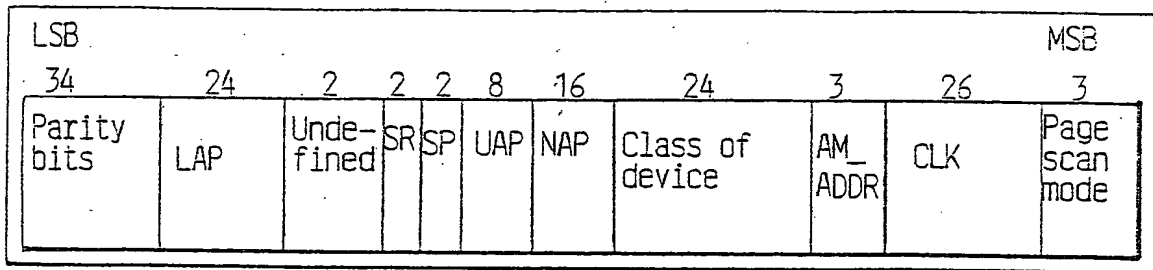 LSB MSB
34 24 2 2 2 8 16 24 3 26 3
Parity bits
LAP
Unde-
fined
SR
SP
UAP
NAP
Class of
device
AM_
ADDR
CLK
Page
scan
mode